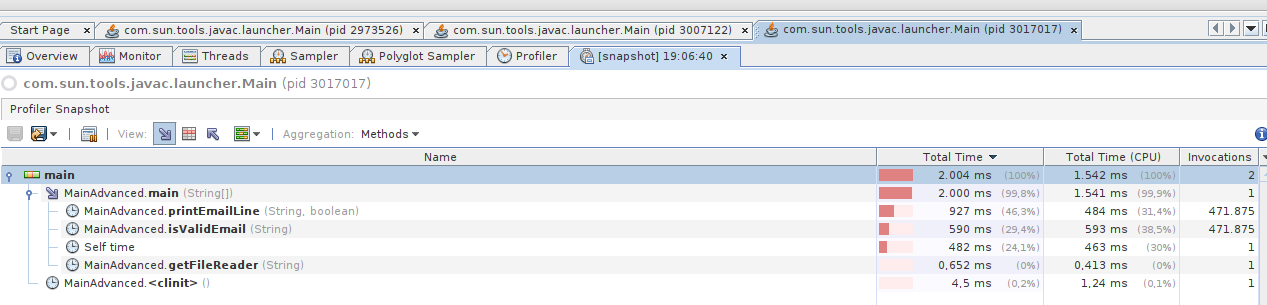 Start Page × com.sun.tools.javac.launcher.Main (pid 2973526) × com.sun.tools.javac.launcher.Main (pid 3007122) × com.sun.tools.javac.launcher.Main (pid 3017017) ×
Overview Monitor Threads Sampler Polyglot Sampler Profiler [snapshot] 19:06:40 ×
com.sun.tools.javac.launcher.Main (pid 3017017)
Profiler Snapshot
View: Aggregation: Methods
Name Total Time Total Time (CPU) Invocations
main 2.004 ms (100%) 1.542 ms (100%) 2
MainAdvanced.main (String[]) 2.000 ms (99,8%) 1.541 ms (99,9%) 1
MainAdvanced.printEmailLine (String, boolean) 927 ms (46,3%) 484 ms (31,4%) 471.875
MainAdvanced.isValidEmail (String) 590 ms (29,4%) 593 ms (38,5%) 471.875
Self time 482 ms (24,1%) 463 ms (30%) 1
MainAdvanced.getFileReader (String) 0,652 ms (0%) 0,413 ms (0%) 1
MainAdvanced.<clinit> () 4,5 ms (0,2%) 1,24 ms (0,1%) 1